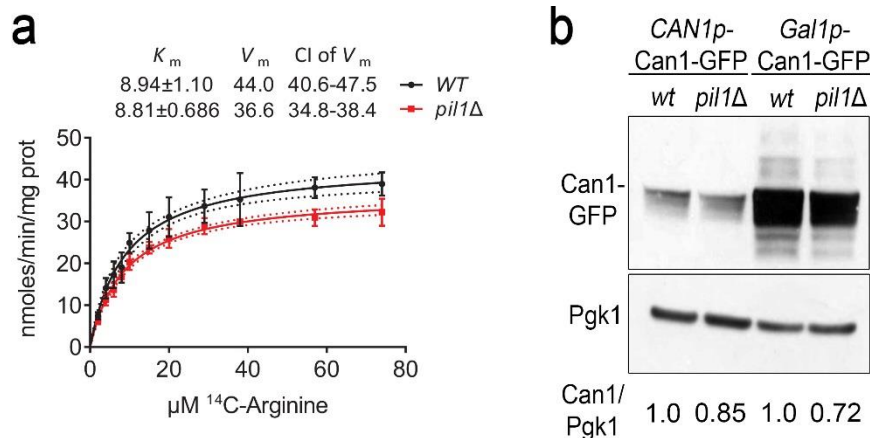 a
K m V m CI of V m
8.94±1.10 44.0 40.6-47.5 WT
8.81±0.686 36.6 34.8-38.4 pil1Δ
nmoles/min/mg prot
50
40
30
20
10
0
0 20 40 60 80
µM 14C-Arginine
b
CAN1p- Gal1p-
Can1-GFP Can1-GFP
wt pil1Δ wt pil1Δ
Can1-
GFP
Pgk1
Can1/
Pgk1 1.0 0.85 1.0 0.72